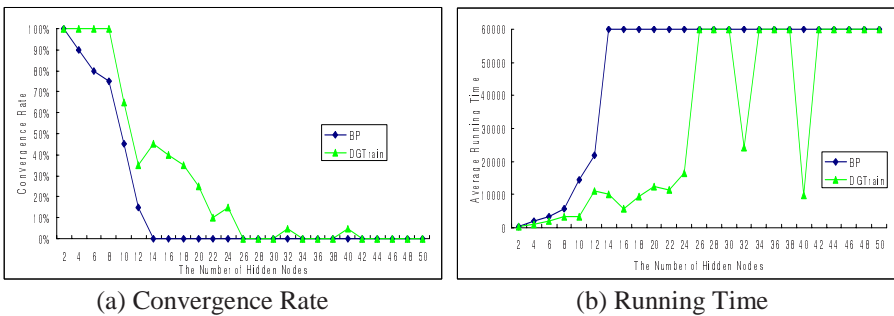 100%
90%
80%
70%
60%
50%
40%
30%
20%
10%
0%
Convergence Rate
BP
DGTrain
2 4 6 8 10 12 14 16 18 20 22 24 26 28 30 32 34 36 38 40 42 44 46 48 50
The Number of Hidden Nodes
(a) Convergence Rate
60000
50000
40000
30000
20000
10000
0
Average Running Time
BP
DGTrain
2 4 6 8 10 12 14 16 18 20 22 24 26 28 30 32 34 36 38 40 42 44 46 48 50
The Number of Hidden Nodes
(b) Running Time